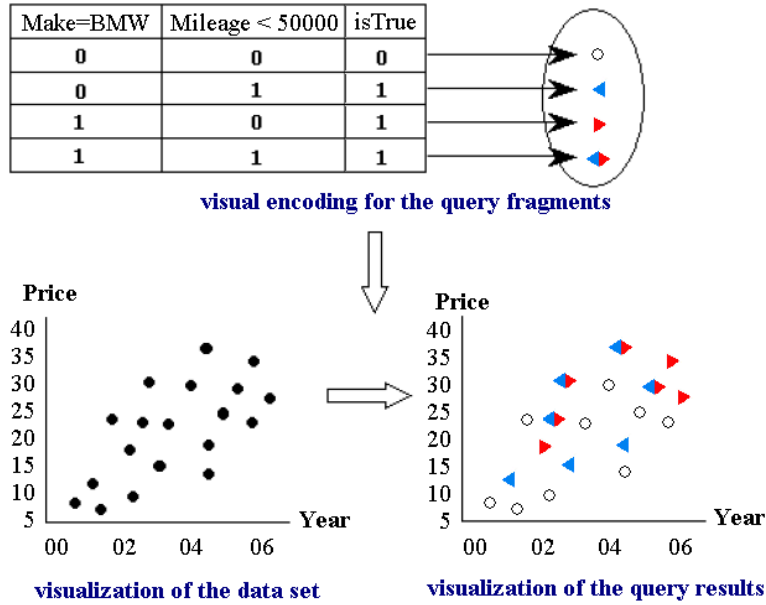 Make=BMW Mileage < 50000 isTrue
0 0 0
0 1 1
1 0 1
1 1 1
visual encoding for the query fragments
Price
40
35
30
25
20
15
10
5
Year
00 02 04 06
visualization of the data set
Price
40
35
30
25
20
15
10
5
Year
00 02 04 06
visualization of the query results